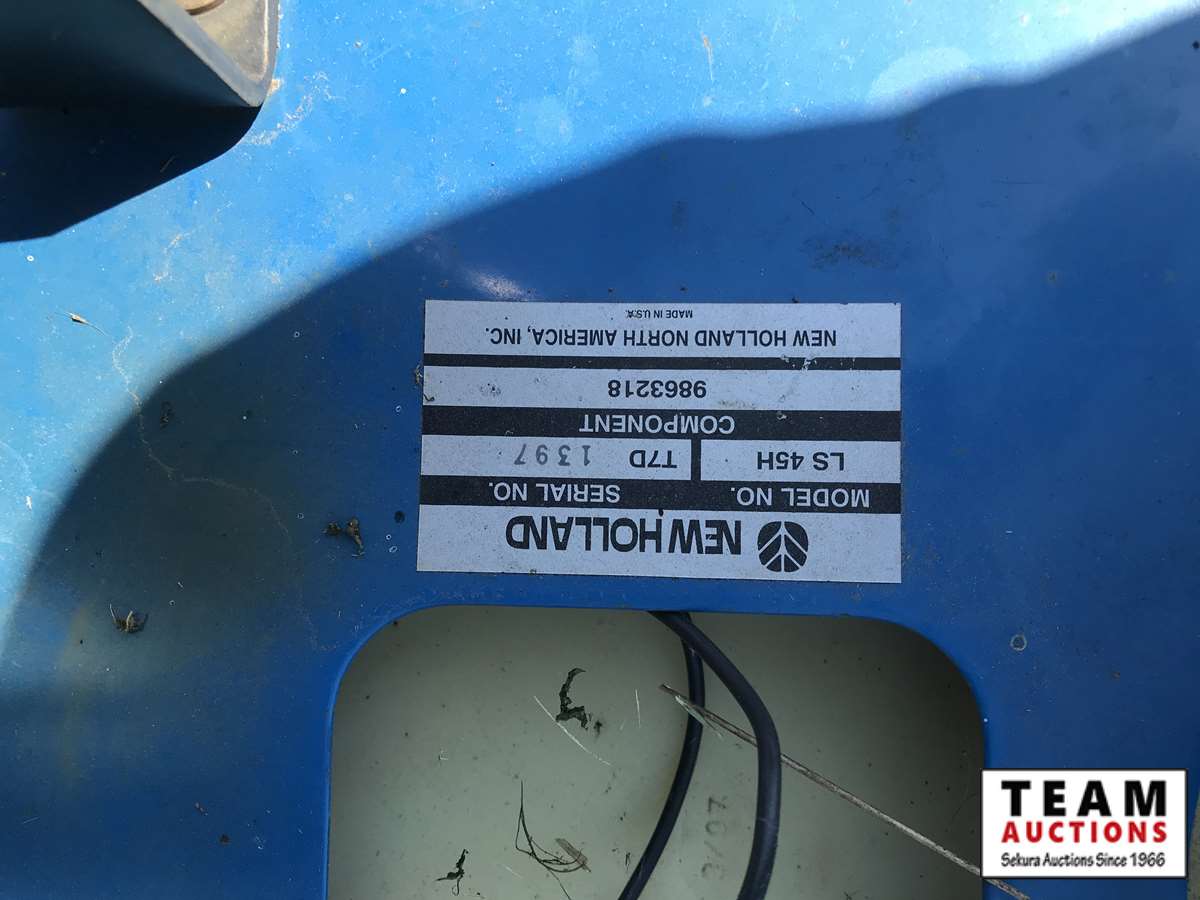 NEW HOLLAND
MODEL NO. SERIAL NO.
LS 45H T7D 1397
COMPONENT
9863218
NEW HOLLAND NORTH AMERICA, INC.
MADE IN U.S.A.
TEAM
AUCTIONS
Sekura Auctions Since 1966